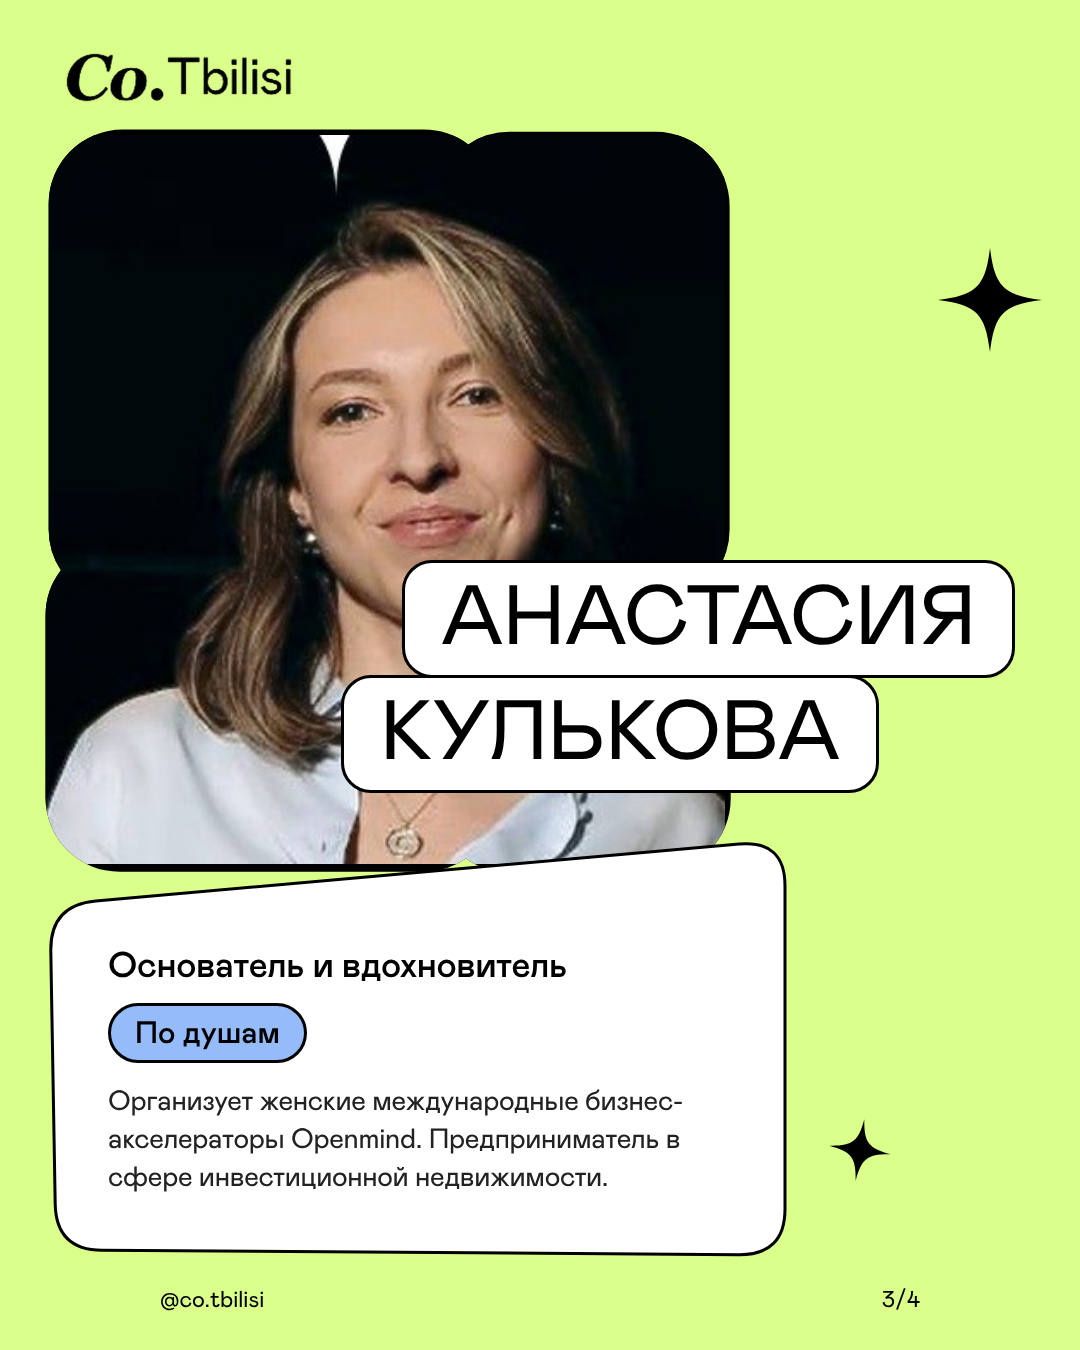 Co.Tbilisi
АНАСТАСИЯ
КУЛЬКОВА
Основатель и вдохновитель
По душам
Организует женские международные бизнес-
акселераторы Openmind. Предприниматель в
сфере инвестиционной недвижимости.
@co.tbilisi
3/4